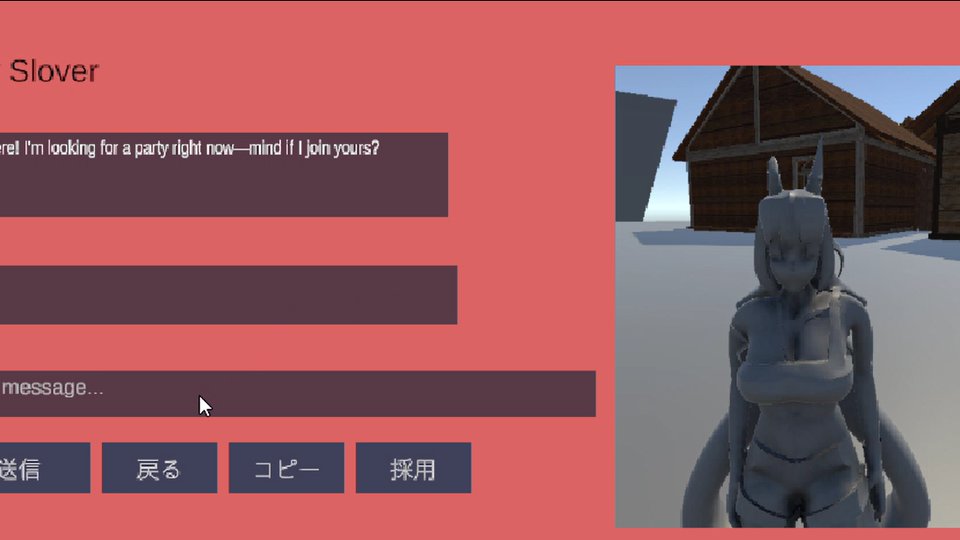 Slover
ere! I'm looking for a party right now—mind if I join yours?
message...
送信
戻る
コピー
採用